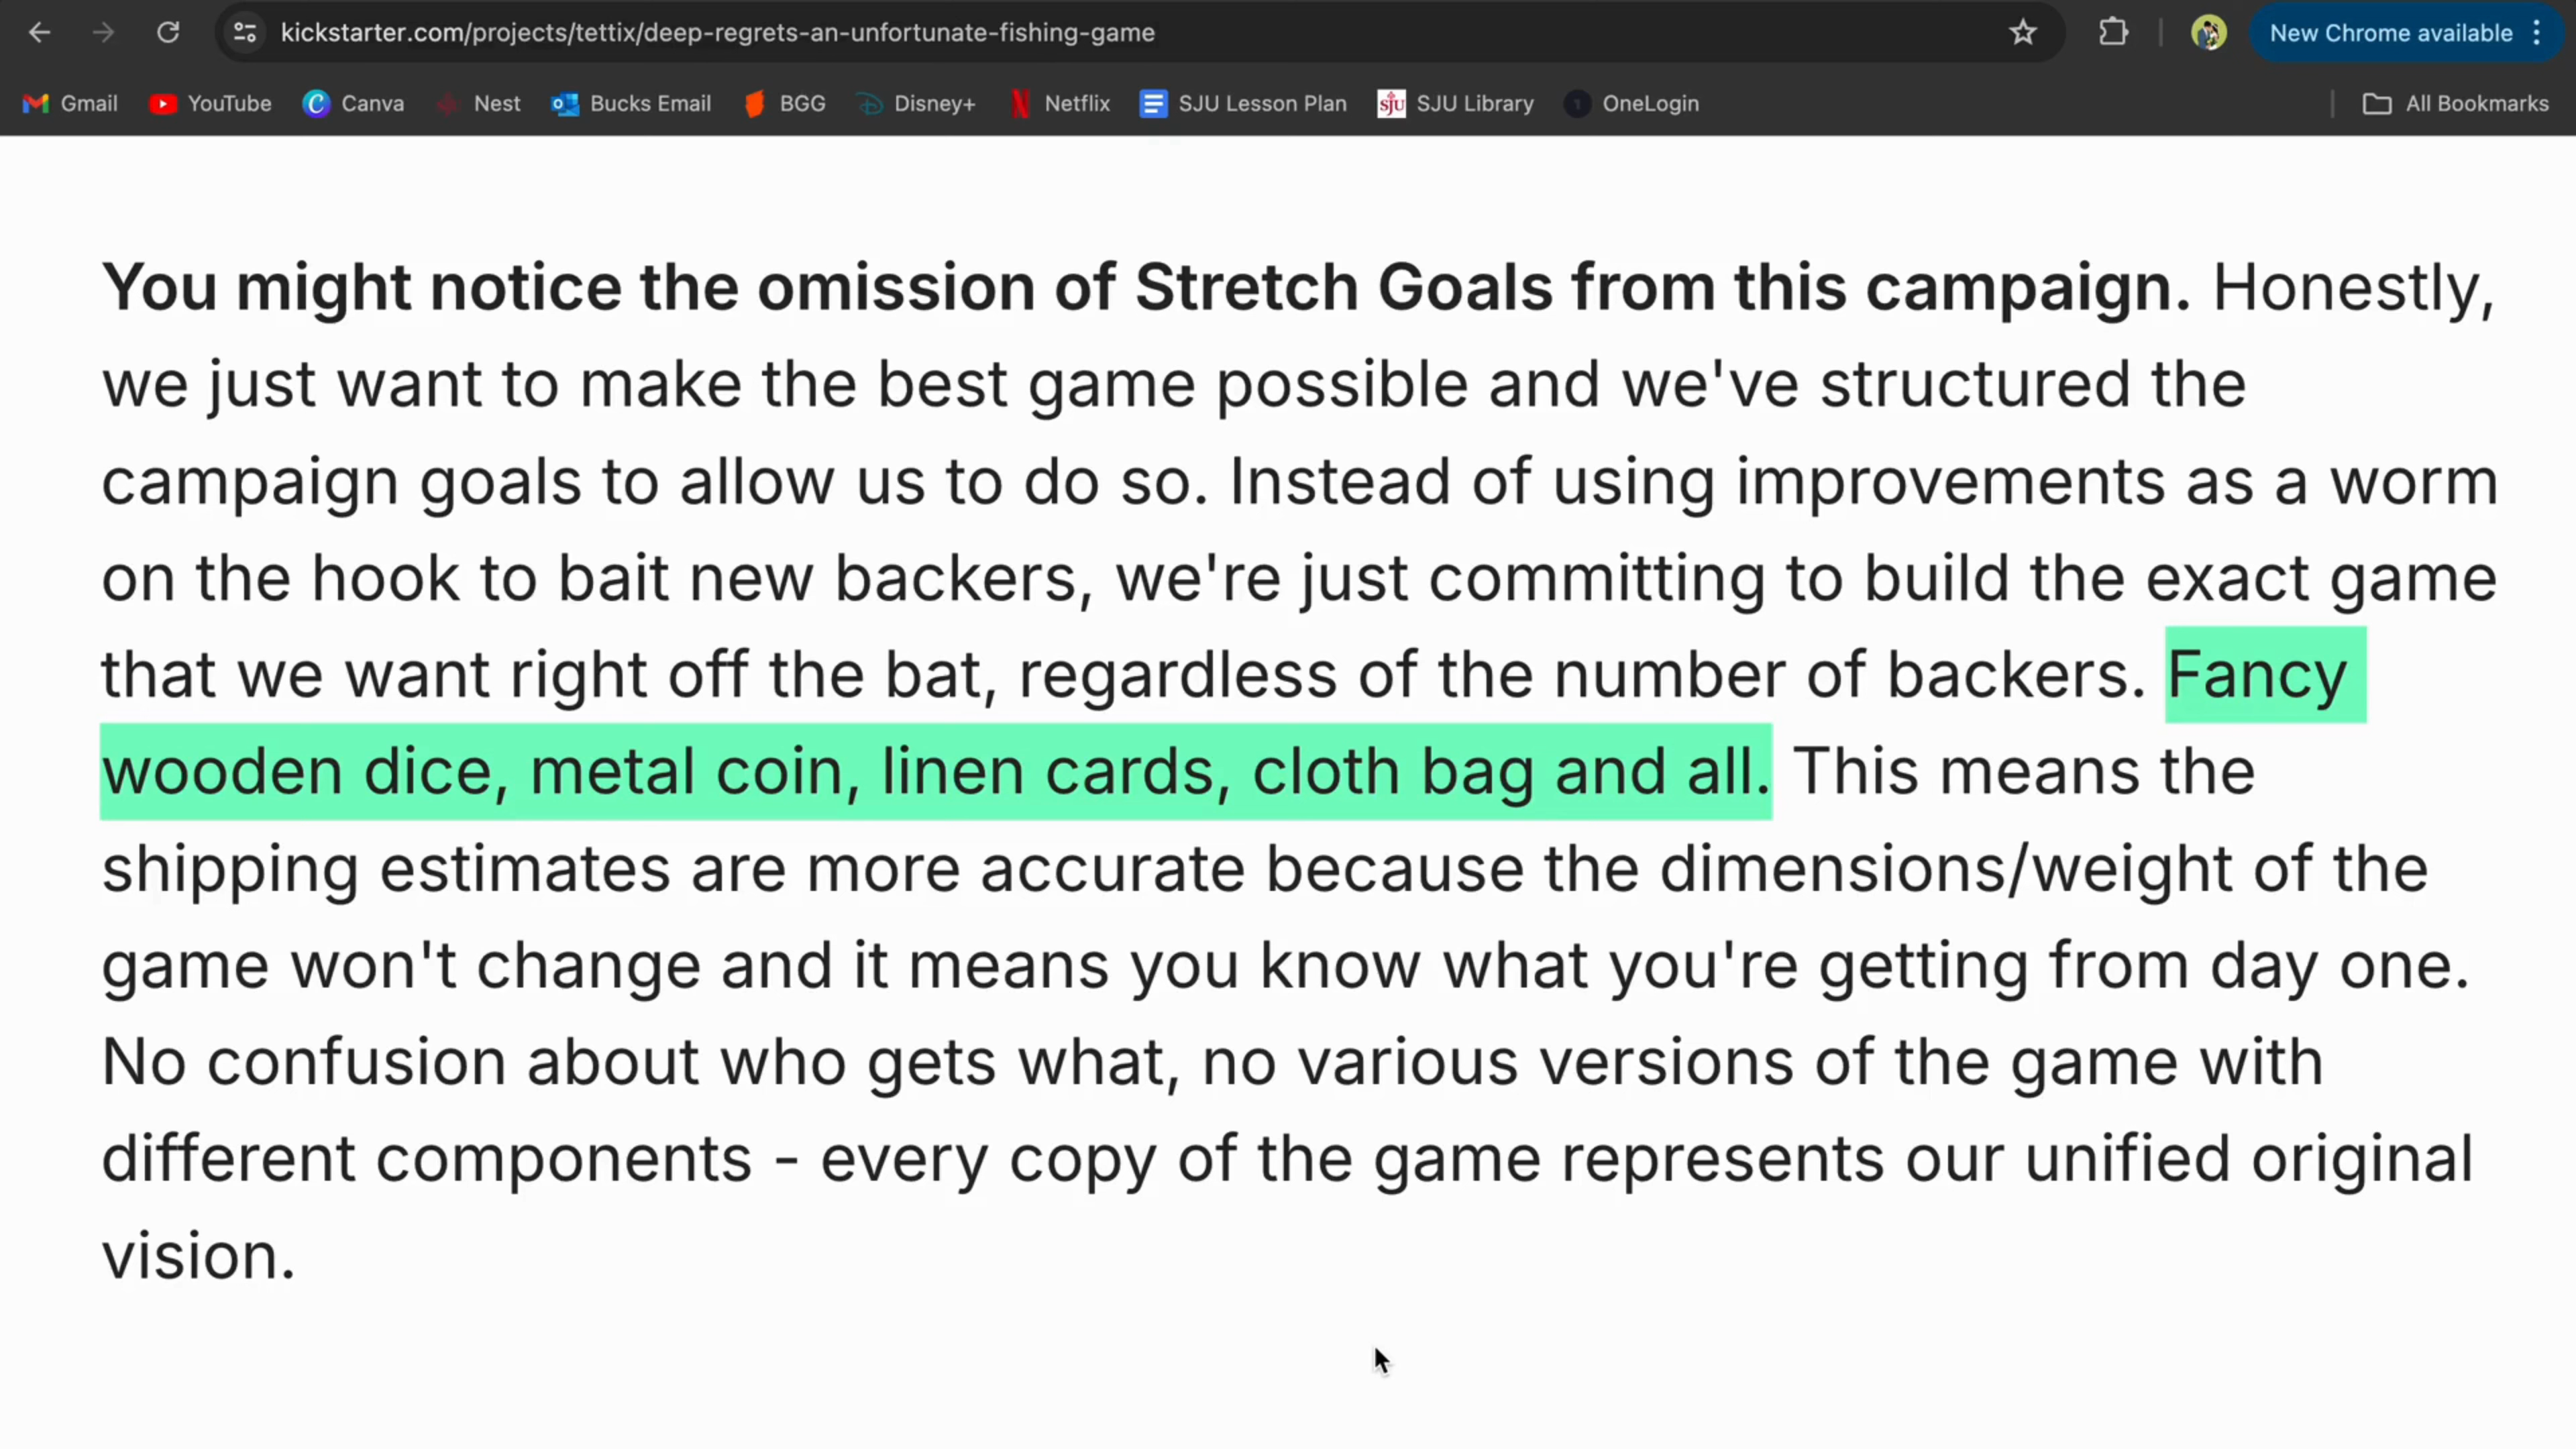 kickstarter.com/projects/tettix/deep-regrets-an-unfortunate-fishing-game
New Chrome available
Gmail YouTube Canva Nest Bucks Email BGG Disney+ Netflix SJU Lesson Plan sju SJU Library OneLogin All Bookmarks
You might notice the omission of Stretch Goals from this campaign. Honestly,
we just want to make the best game possible and we've structured the
campaign goals to allow us to do so. Instead of using improvements as a worm
on the hook to bait new backers, we're just committing to build the exact game
that we want right off the bat, regardless of the number of backers. Fancy
wooden dice, metal coin, linen cards, cloth bag and all. This means the
shipping estimates are more accurate because the dimensions/weight of the
game won't change and it means you know what you're getting from day one.
No confusion about who gets what, no various versions of the game with
different components - every copy of the game represents our unified original
vision.